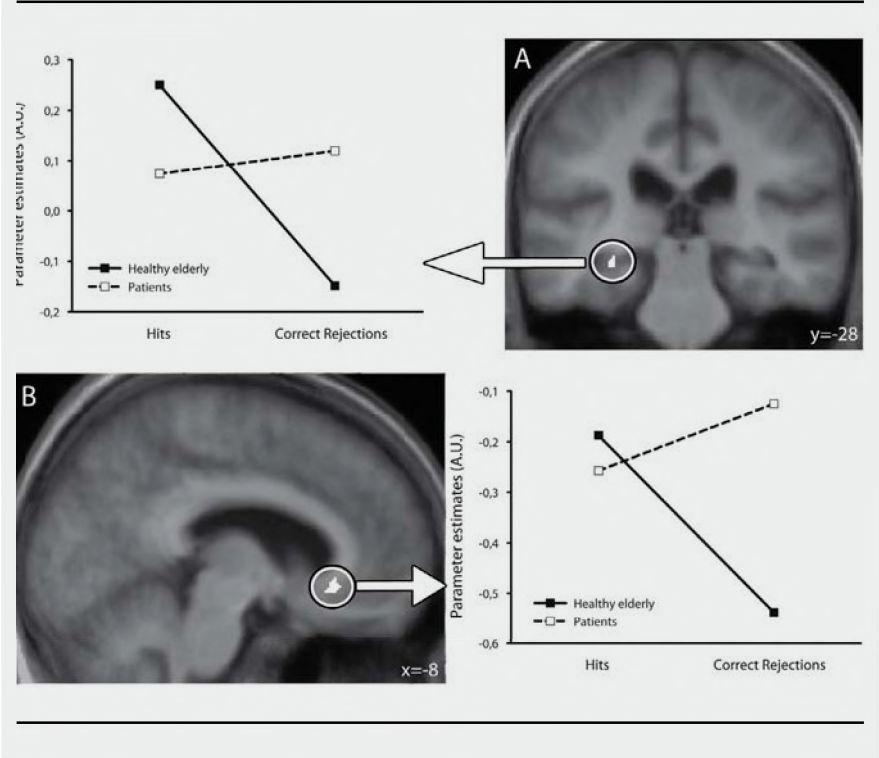 A
0,3
0,2
0,1
0,0
-0,1
-0,2
Parameter estimates (A.U.)
Healthy elderly
Patients
Hits
Correct Rejections
y=-28
B
x=-8
-0,1
-0,2
-0,3
-0,4
-0,5
-0,6
Parameter estimates (A.U.)
Healthy elderly
Patients
Hits
Correct Rejections